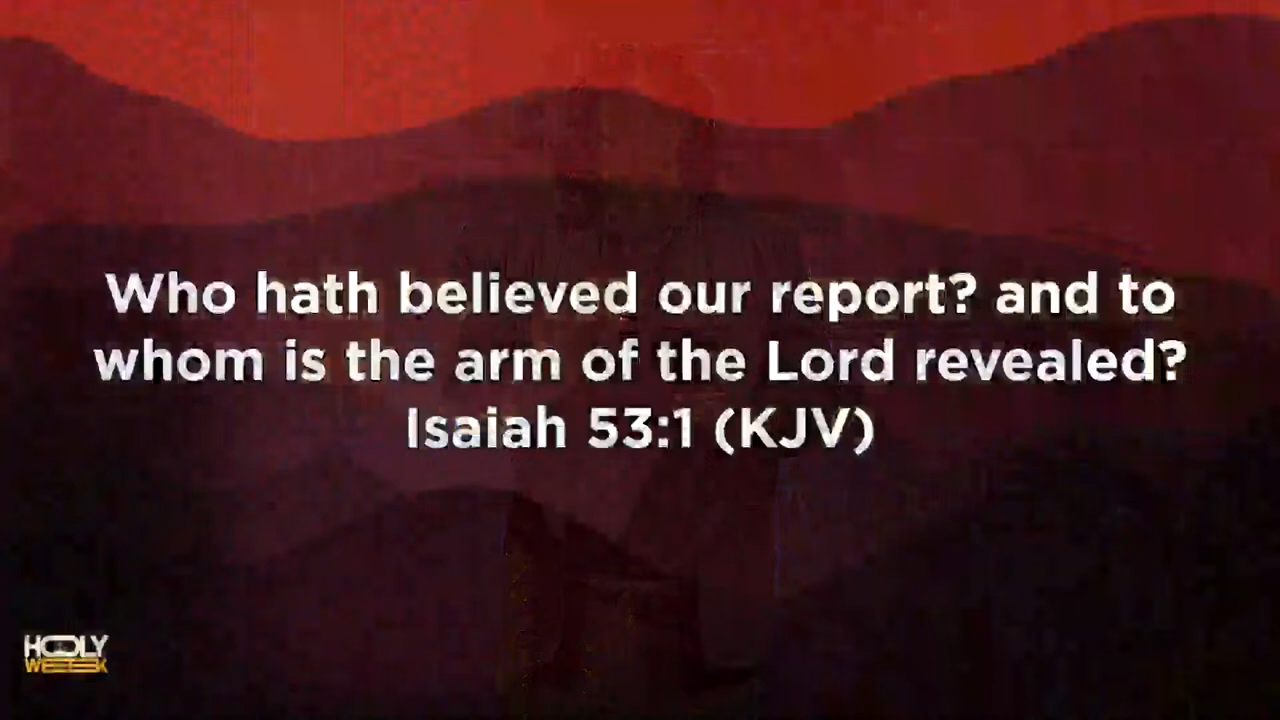 Who hath believed our report? and to
whom is the arm of the Lord revealed?
Isaiah 53:1 (KJV)
HOLY
WEEK